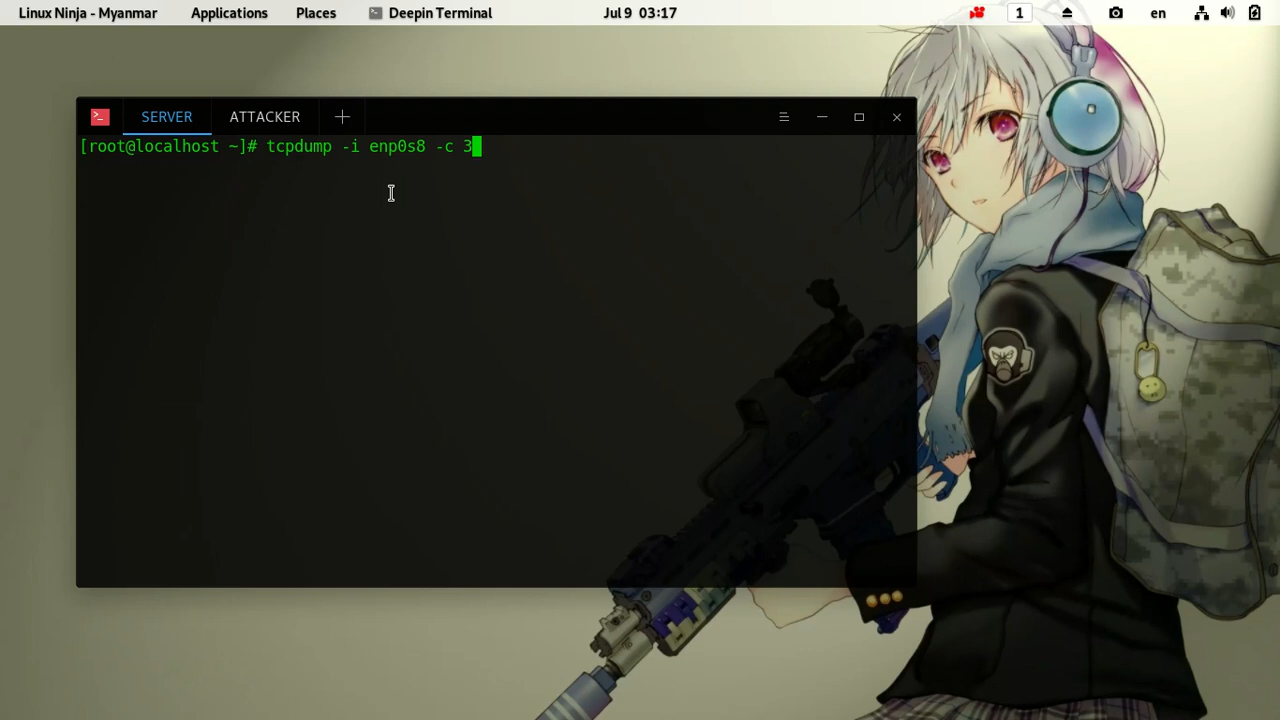 Linux Ninja - Myanmar Applications Places Deepin Terminal Jul 9 03:17 1 en
SERVER ATTACKER
[root@localhost ~]# tcpdump -i enp0s8 -c 3